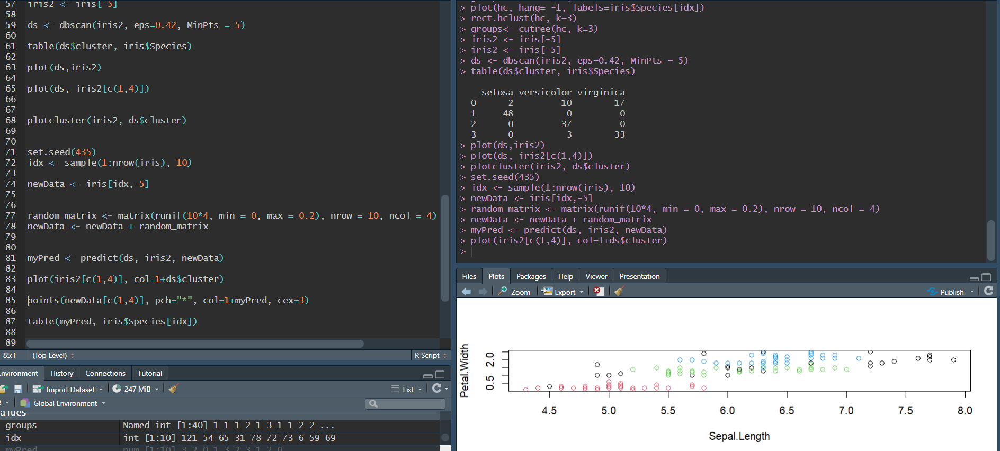 57 iris2 <- iris[-5]
58
59 ds <- dbscan(iris2, eps=0.42, MinPts = 5)
60
61 table(ds$cluster, iris$Species)
62
63 plot(ds,iris2)
64
65 plot(ds, iris2[c(1,4)])
66
67
68 plotcluster(iris2, ds$cluster)
69
70
71 set.seed(435)
72 idx <- sample(1:nrow(iris), 10)
73
74 newData <- iris[idx,-5]
75
76
77 random_matrix <- matrix(runif(10*4, min = 0, max = 0.2), nrow = 10, ncol = 4)
78 newData <- newData + random_matrix
79
80
81 myPred <- predict(ds, iris2, newData)
82
83 plot(iris2[c(1,4)], col=1+ds$cluster)
84
85 points(newData[c(1,4)], pch="*", col=1+myPred, cex=3)
86
87 table(myPred, iris$Species[idx])
88
89
85:1 (Top Level) R Script
Environment History Connections Tutorial
Import Dataset 247 MiB List
R Global Environment
Values
groups Named int [1:40] 1 1 1 2 1 3 1 1 2 2 ...
idx int [1:10] 121 54 65 31 78 72 73 6 59 69
myPred num [1:10] 3 2 0 1 3 2 3 1 2 0
> plot(hc, hang= -1, labels=iris$Species[idx])
> rect.hclust(hc, k=3)
> groups<- cutree(hc, k=3)
> iris2 <- iris[-5]
> iris2 <- iris[-5]
> ds <- dbscan(iris2, eps=0.42, MinPts = 5)
> table(ds$cluster, iris$Species)
setosa versicolor virginica
0 2 10 17
1 48 0 0
2 0 37 0
3 0 3 33
> plot(ds,iris2)
> plot(ds, iris2[c(1,4)])
> plotcluster(iris2, ds$cluster)
> set.seed(435)
> idx <- sample(1:nrow(iris), 10)
> newData <- iris[idx,-5]
> random_matrix <- matrix(runif(10*4, min = 0, max = 0.2), nrow = 10, ncol = 4)
> newData <- newData + random_matrix
> myPred <- predict(ds, iris2, newData)
> plot(iris2[c(1,4)], col=1+ds$cluster)
>
Files Plots Packages Help Viewer Presentation
Zoom Export Publish
Petal.Width
2.0
0.5
4.5 5.0 5.5 6.0 6.5 7.0 7.5 8.0
Sepal.Length